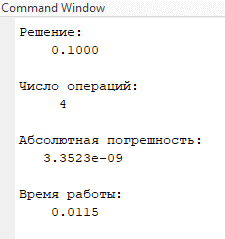 Command Window
Решение:
0.1000
Число операций:
4
Абсолютная погрешность:
3.3523e-09
Время работы:
0.0115